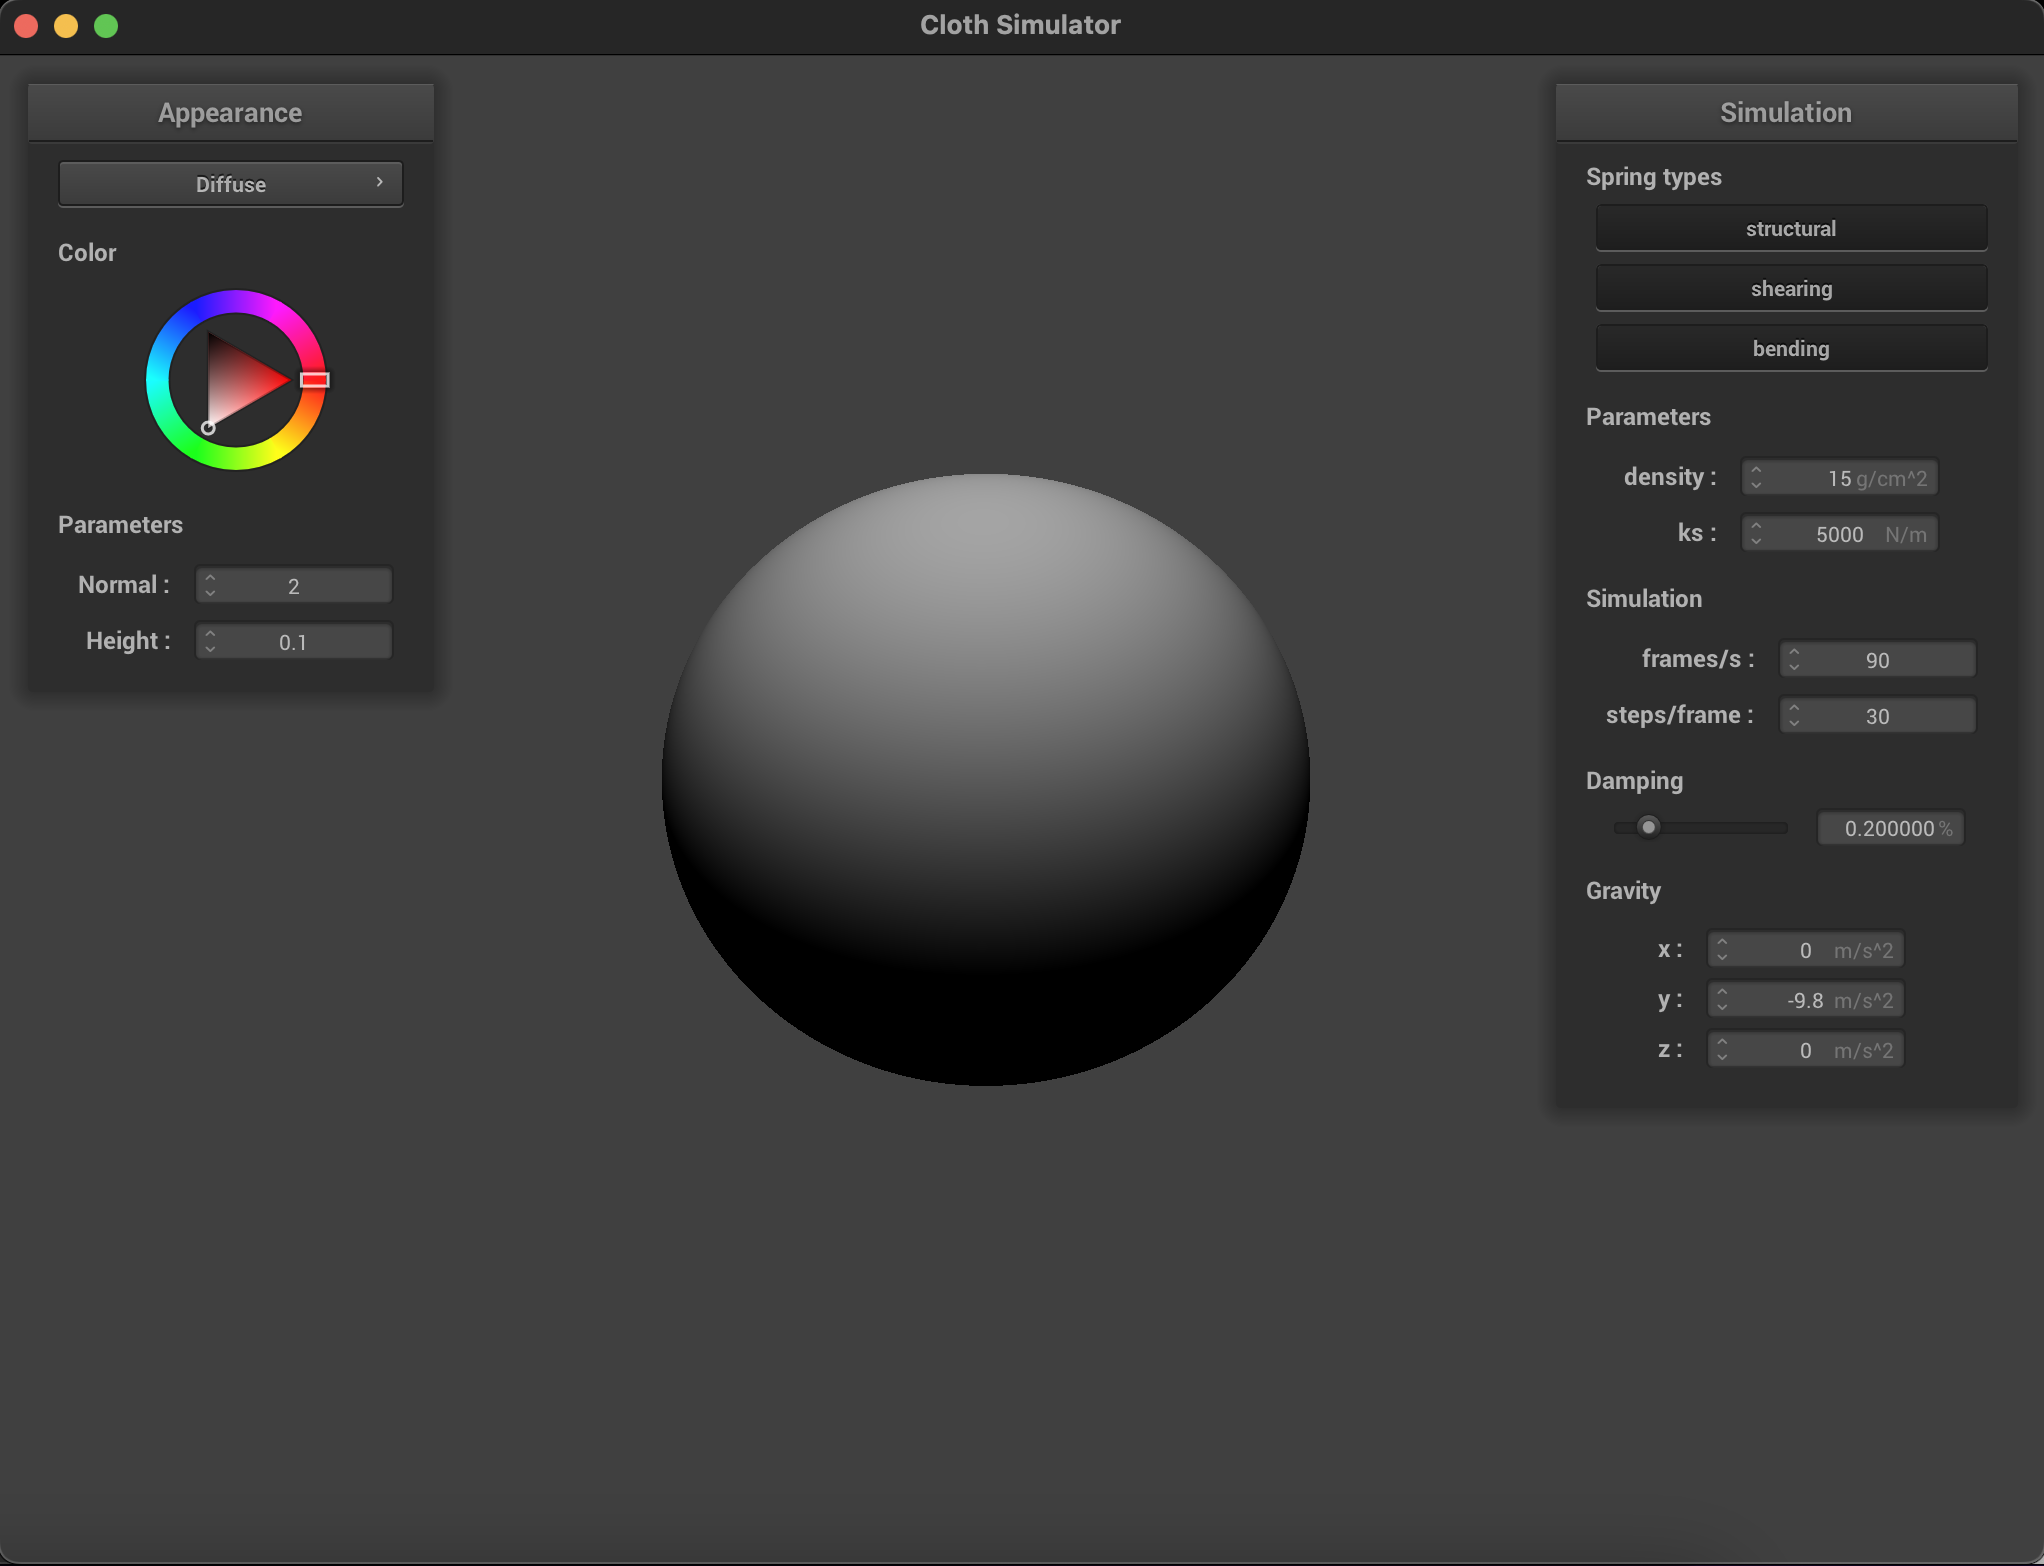 Cloth Simulator
Appearance
Diffuse
Color
Parameters
Normal : 2
Height : 0.1
Simulation
Spring types
structural
shearing
bending
Parameters
density : 15 g/cm^2
ks : 5000 N/m
Simulation
frames/s : 90
steps/frame : 30
Damping
0.200000 %
Gravity
x : 0 m/s^2
y : -9.8 m/s^2
z : 0 m/s^2